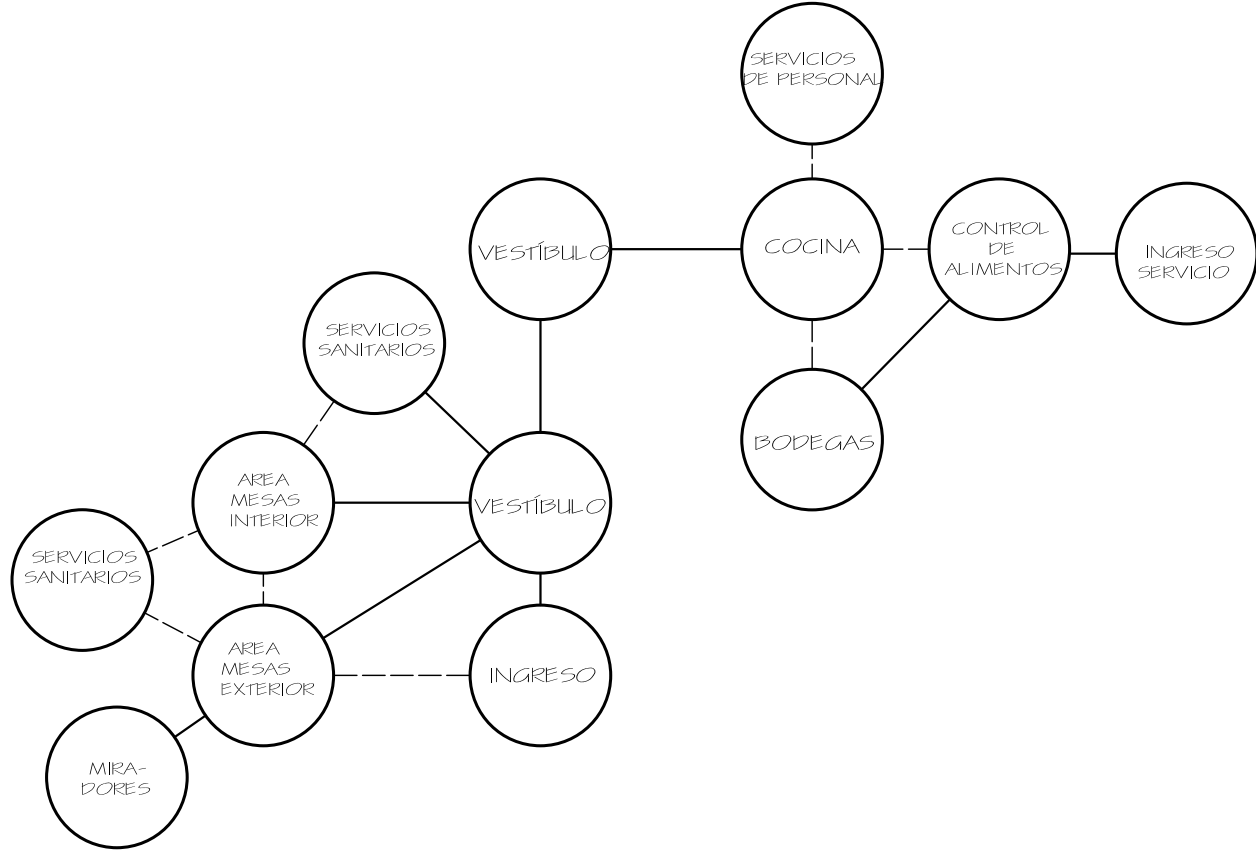 SERVICIOS
DE PERSONAL
VESTÍBULO
COCINA
CONTROL
DE
ALIMENTOS
INGRESO
SERVICIO
SERVICIOS
SANITARIOS
BODEGAS
AREA
MESAS
INTERIOR
VESTÍBULO
SERVICIOS
SANITARIOS
AREA
MESAS
EXTERIOR
INGRESO
MIRA-
DORES